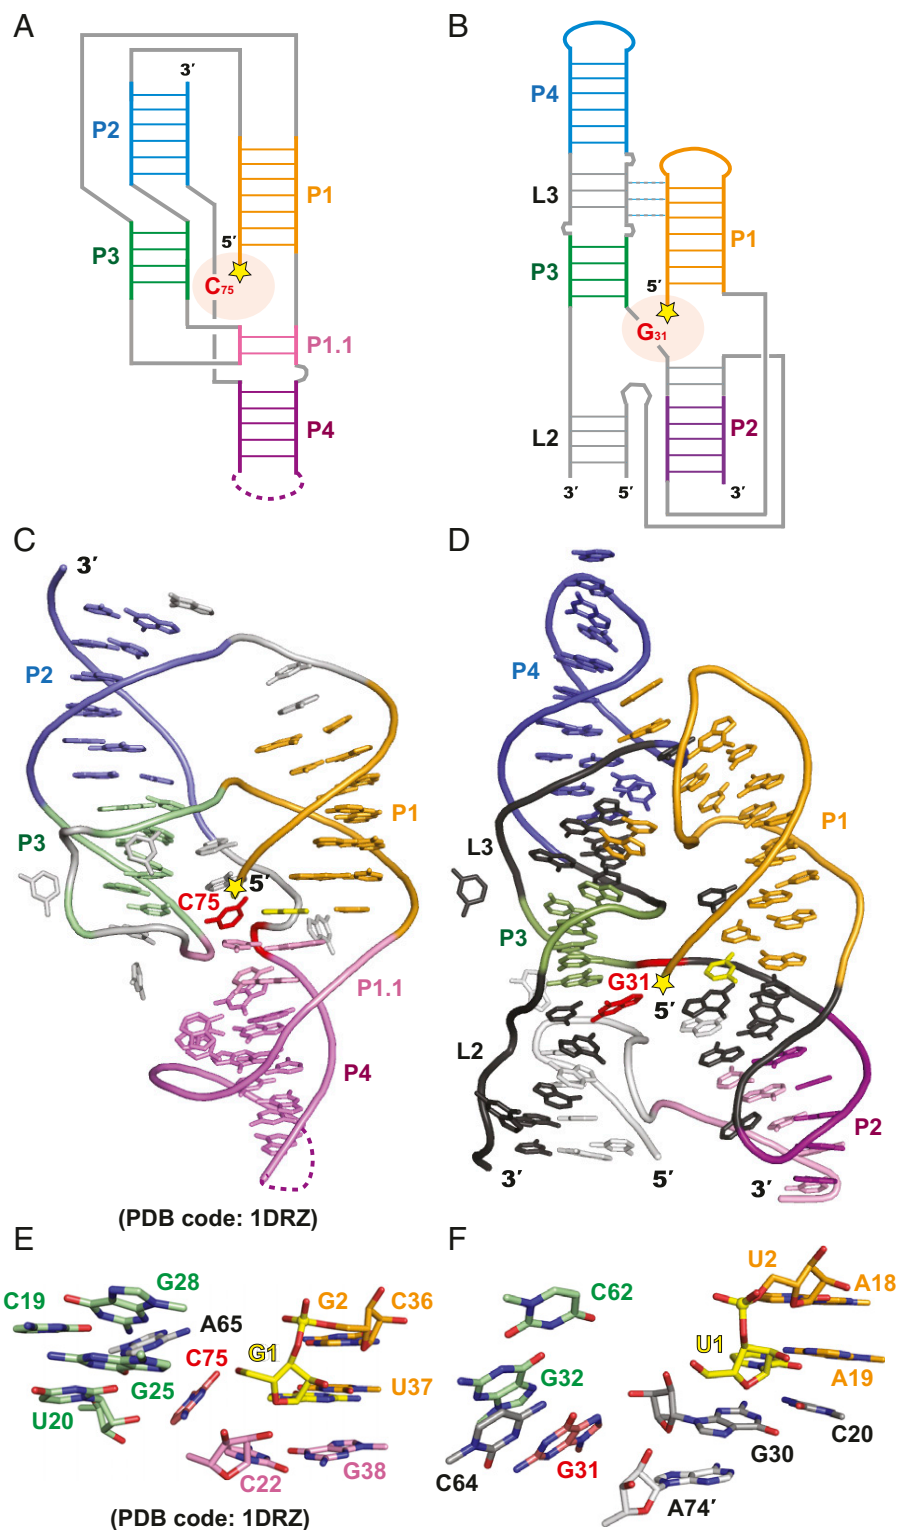 A
3′
P2
P1
5′
P3
C75
P1.1
P4
B
P4
L3
P1
P3
5′
G31
P2
L2
3′
5′
3′
C
3′
P2
P1
P3
5′
C75
P1.1
P4
(PDB code: 1DRZ)
D
P4
P1
L3
P3
G31
5′
L2
P2
3′
5′
3′
E
G28
C19
G2
C36
A65
C75
G1
G25
U37
U20
C22
G38
(PDB code: 1DRZ)
F
U2
A18
C62
U1
G32
A19
C20
G30
G31
C64
A74′